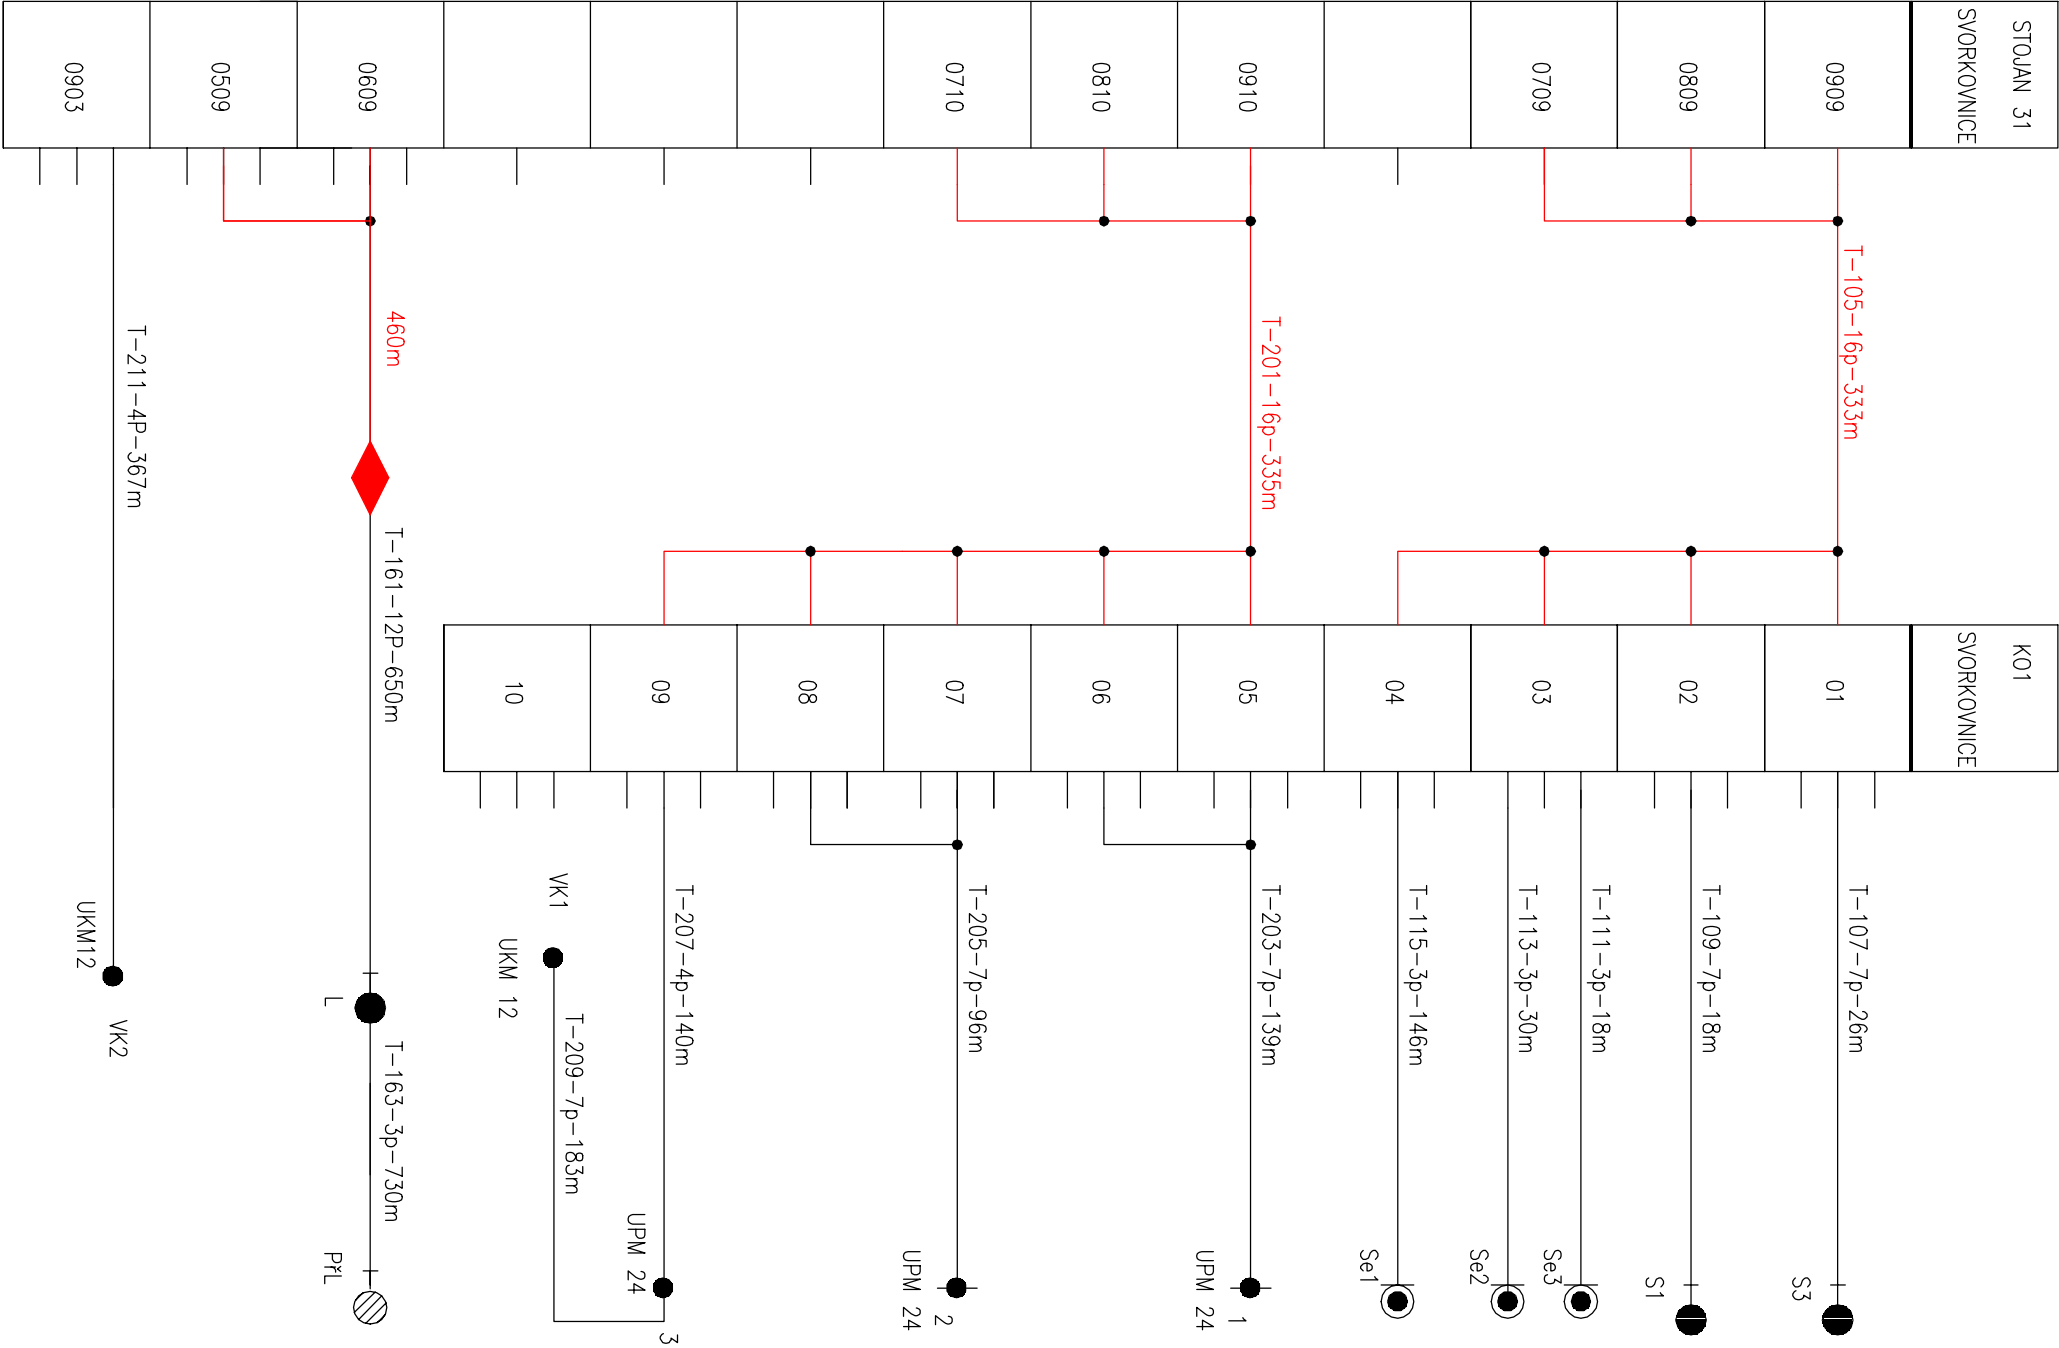 STOJAN 31
SVORKOVNICE
0909
0809
0709
0910
0810
0710
0609
0509
0903
T-105-16p-333m
T-201-16p-335m
460m
T-161-12P-650m
T-211-4P-367m
K01
SVORKOVNICE
01
02
03
04
05
06
07
08
09
10
T-107-7p-26m
S3
T-109-7p-18m
S1
T-111-3p-18m
Se3
T-113-3p-30m
Se2
T-115-3p-146m
Se1
T-203-7p-139m
UPM 24
1
T-205-7p-96m
UPM 24
2
T-207-4p-140m
UPM 24
3
T-209-7p-183m
VK1
UKM 12
L
T-163-3p-730m
PřL
UKM12
VK2